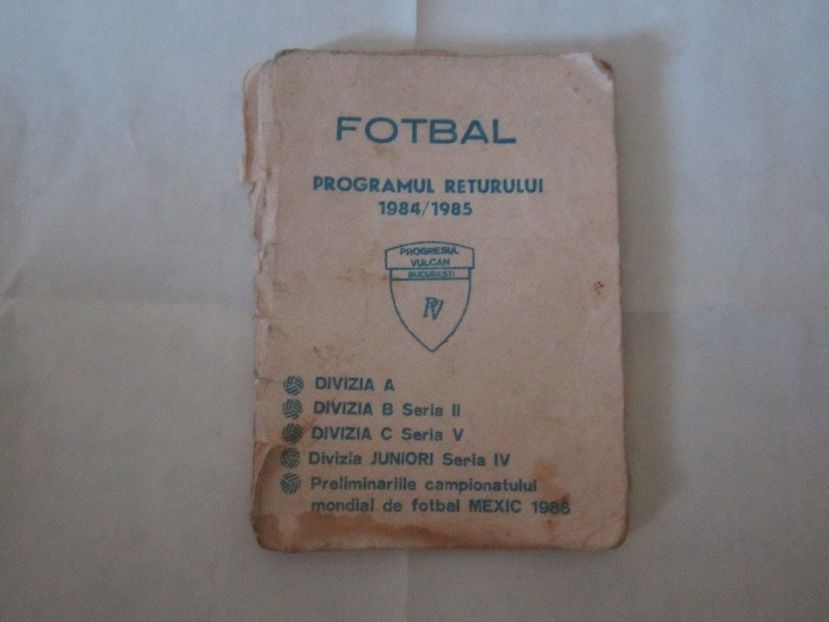 FOTBAL
PROGRAMUL RETURULUI
1984/1985
PROGRESUL
VULCAN
BUCUREȘTI
PV
DIVIZIA A
DIVIZIA B Seria II
DIVIZIA C Seria V
Divizia JUNIORI Seria IV
Preliminariile campionatului
mondial de fotbal MEXIC 1986